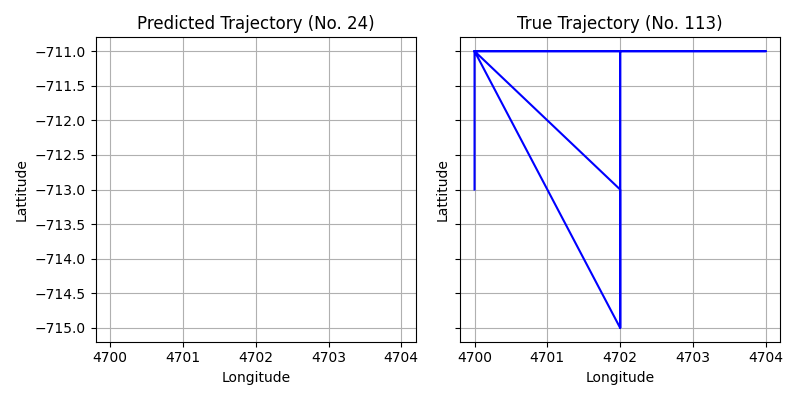 Predicted Trajectory (No. 24)
Lattitude
−711.0
−711.5
−712.0
−712.5
−713.0
−713.5
−714.0
−714.5
−715.0
4700 4701 4702 4703 4704
Longitude
True Trajectory (No. 113)
Lattitude
4700 4701 4702 4703 4704
Longitude